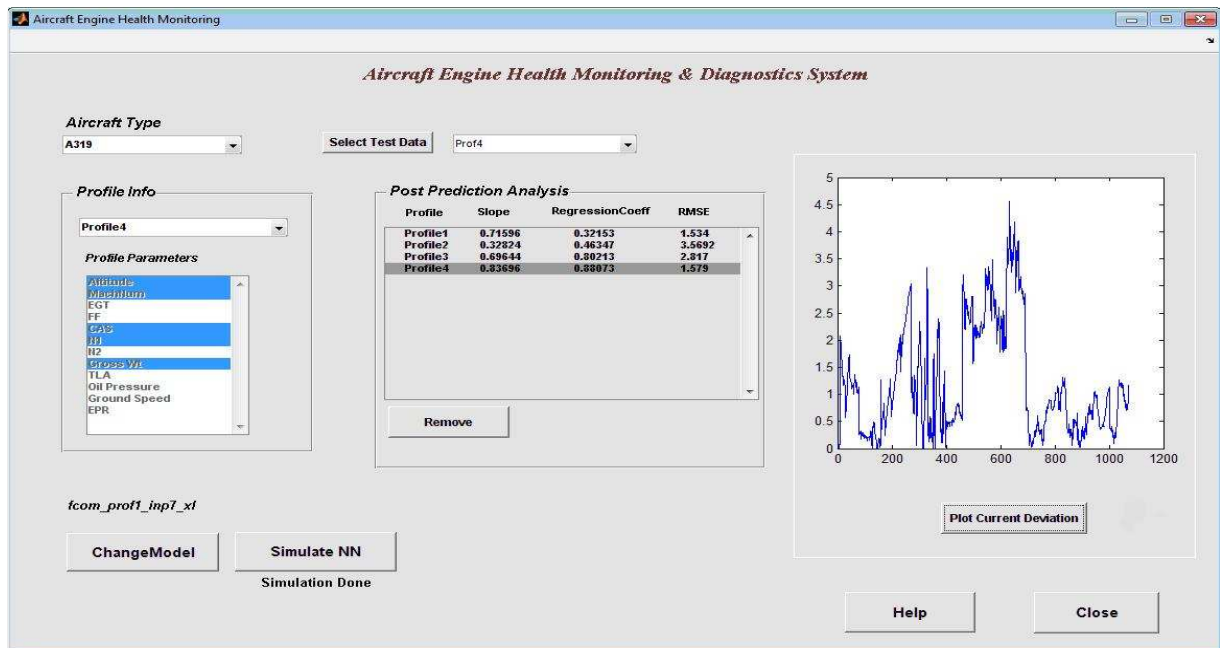 Aircraft Engine Health Monitoring
Aircraft Engine Health Monitoring & Diagnostics System
Aircraft Type
A319
Select Test Data
Prof4
Profile Info
Profile4
Profile Parameters
Altitude
MachNum
EGT
FF
CAS
N1
N2
Gross Wt
TLA
Oil Pressure
Ground Speed
EPR
Post Prediction Analysis
Profile Slope RegressionCoeff RMSE
Profile1 0.71596 0.32153 1.534
Profile2 0.32824 0.46347 3.5692
Profile3 0.69644 0.80213 2.817
Profile4 0.83696 0.88073 1.579
Remove
5
4.5
4
3.5
3
2.5
2
1.5
1
0.5
0
0 200 400 600 800 1000 1200
Plot Current Deviation
fcom_prof1_inp7_xl
ChangeModel
Simulate NN
Simulation Done
Help
Close